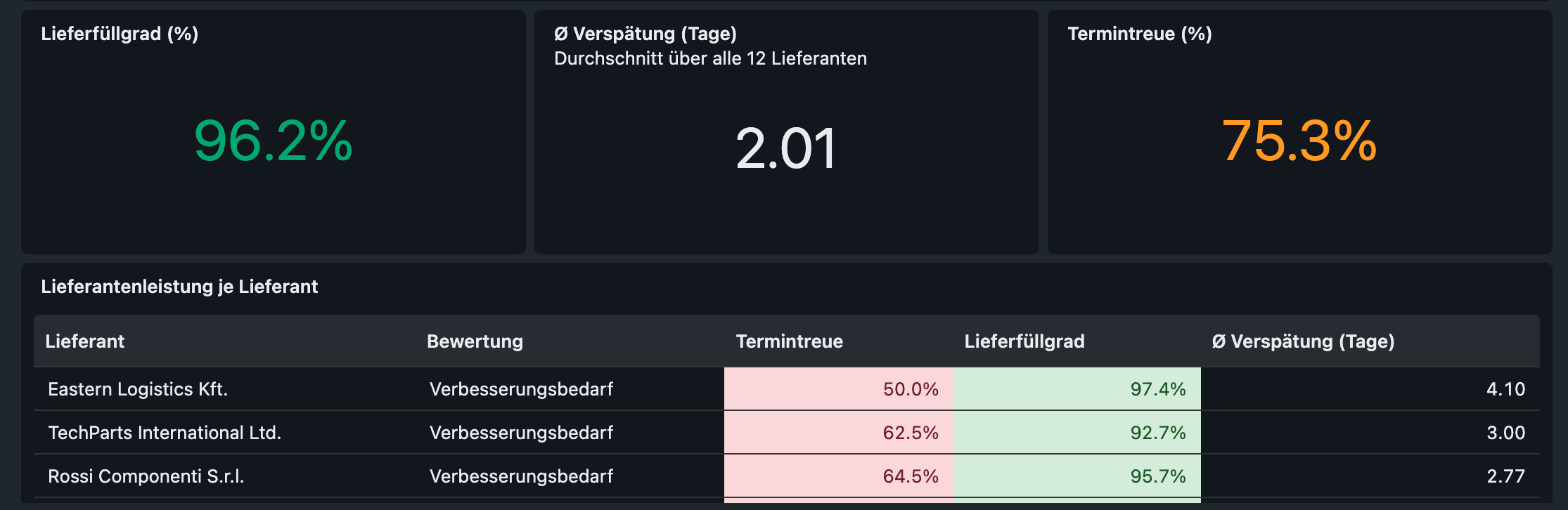 Lieferfüllgrad (%)
96.2%
Ø Verspätung (Tage)
Durchschnitt über alle 12 Lieferanten
2.01
Termintreue (%)
75.3%
Lieferantenleistung je Lieferant
Lieferant Bewertung Termintreue Lieferfüllgrad Ø Verspätung (Tage)
Eastern Logistics Kft. Verbesserungsbedarf 50.0% 97.4% 4.10
TechParts International Ltd. Verbesserungsbedarf 62.5% 92.7% 3.00
Rossi Componenti S.r.l. Verbesserungsbedarf 64.5% 95.7% 2.77